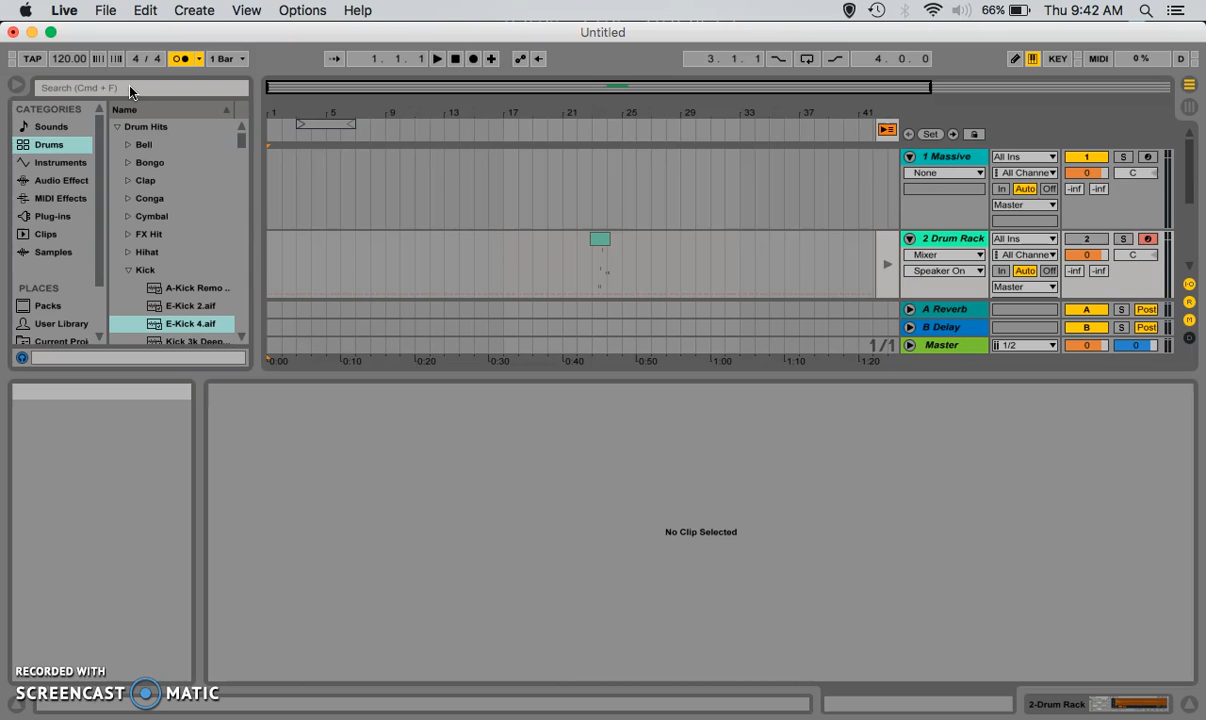 Live File Edit Create View Options Help 66% Thu 9:42 AM
Untitled
TAP 120.00 4 / 4 1 Bar 1. 1. 1 3. 1. 1 4. 0. 0 KEY MIDI 0 % D
Search (Cmd + F)
CATEGORIES
Sounds
Drums
Instruments
Audio Effect
MIDI Effects
Plug-ins
Clips
Samples
PLACES
Packs
User Library
Current Proj
Name
Drum Hits
Bell
Bongo
Clap
Conga
Cymbal
FX Hit
Hihat
Kick
A-Kick Remo ..
E-Kick 2.aif
E-Kick 4.aif
Kick 3k Deep...
1 5 9 13 17 21 25 29 33 37 41
Set
1 Massive All Ins 1 S
None All Channe 0 C
In Auto Off -inf -inf
Master
2 Drum Rack All Ins 2 S
Mixer All Channe 0 C
Speaker On In Auto Off -inf -inf
Master
A Reverb A S Post
B Delay B S Post
1/1 Master 1/2 0 0
0:00 0:10 0:20 0:30 0:40 0:50 1:00 1:10 1:20
I·O
R
M
D
No Clip Selected
RECORDED WITH
SCREENCAST MATIC
2-Drum Rack